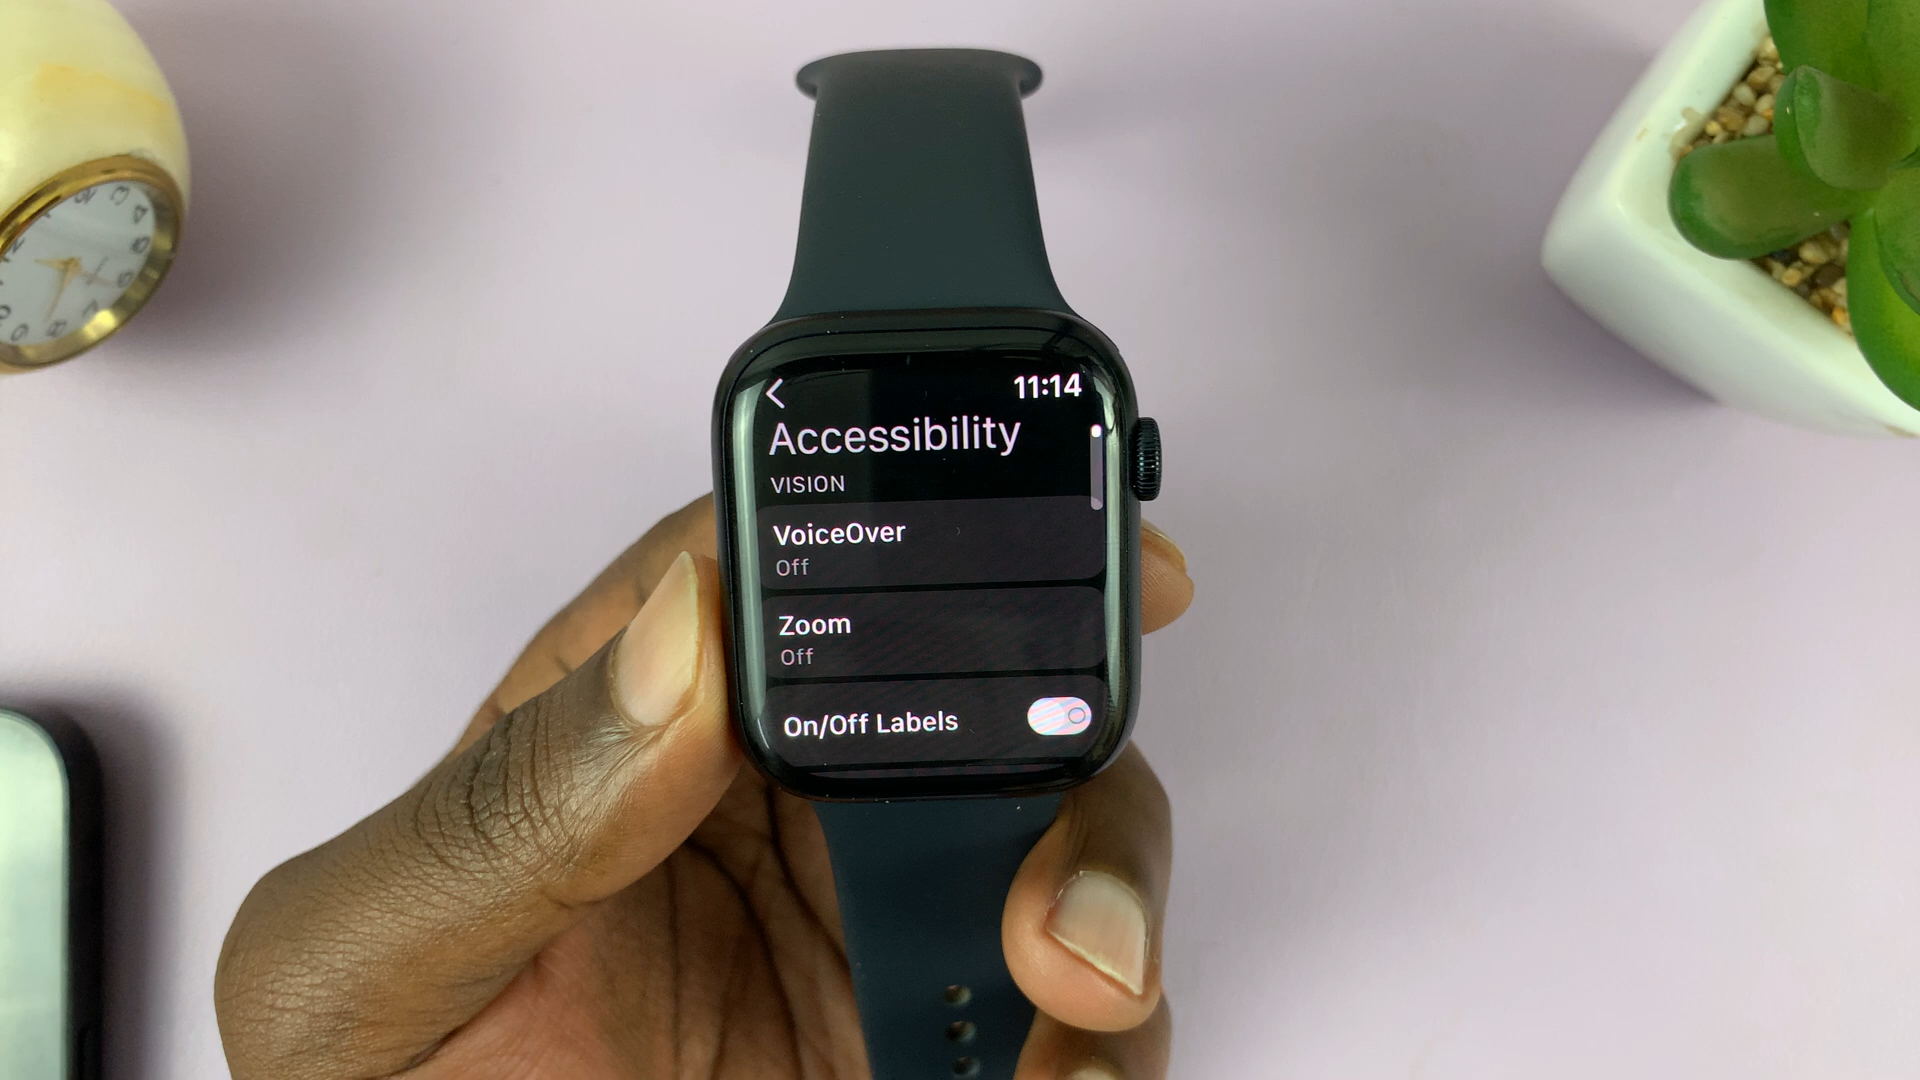 11:14
Accessibility
VISION
VoiceOver
Off
Zoom
Off
On/Off Labels